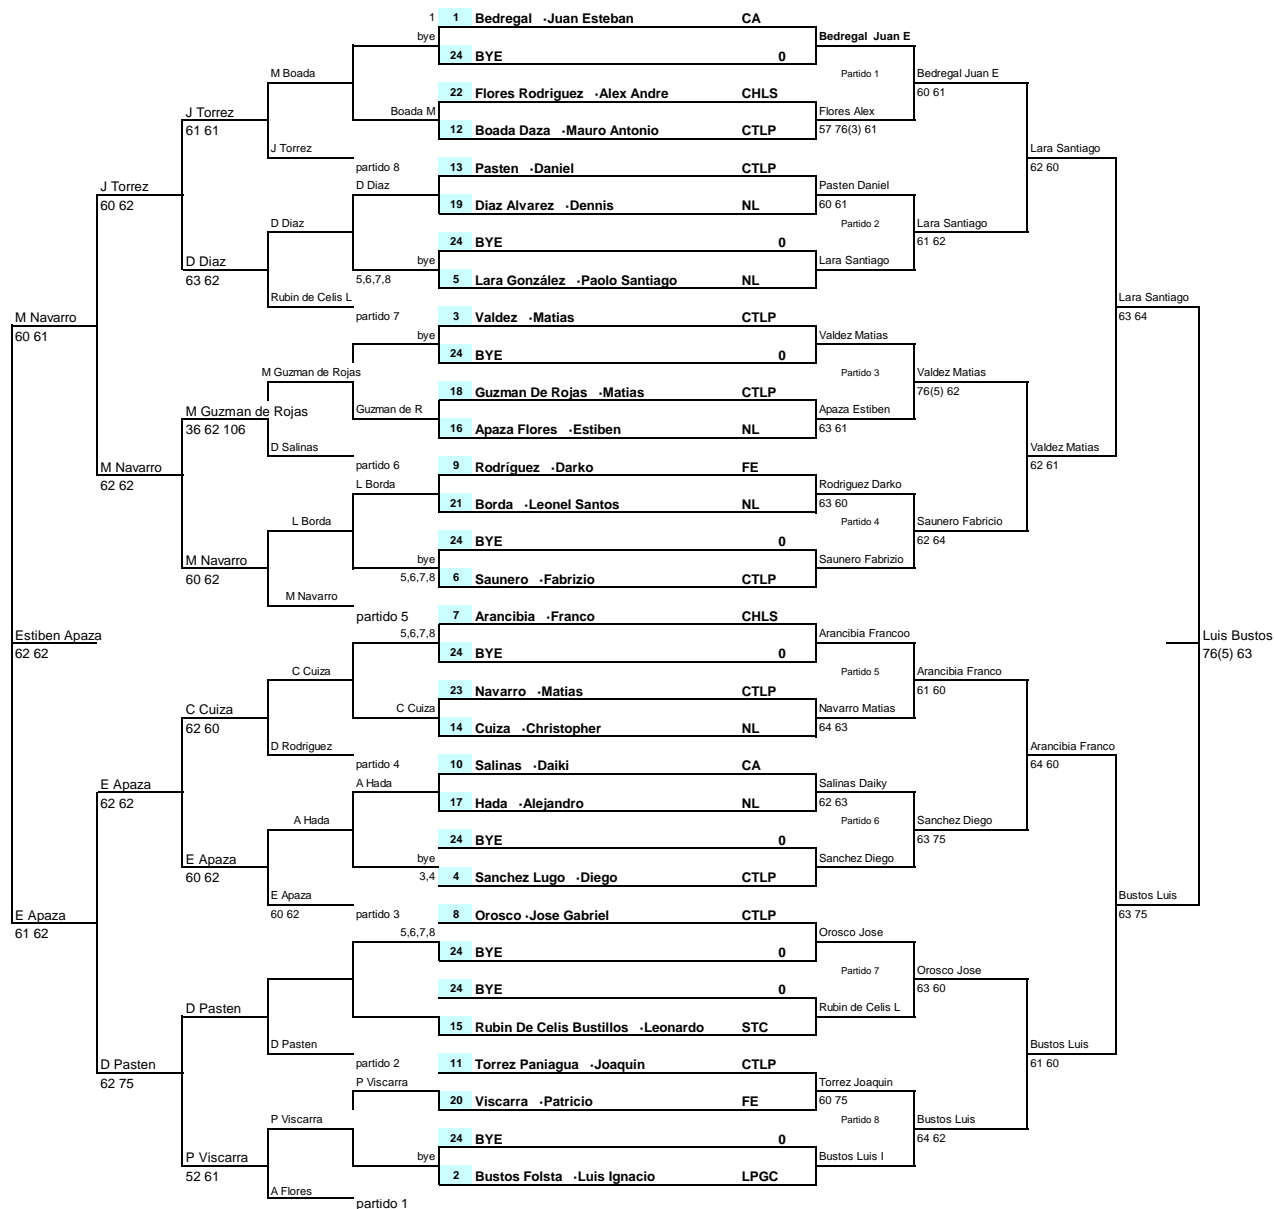 1 1 Bedregal ·Juan Esteban CA
bye Bedregal Juan E
24 BYE 0
M Boada Partido 1 Bedregal Juan E
60 61
22 Flores Rodriguez ·Alex Andre CHLS
J Torrez Boada M Flores Alex
61 61 12 Boada Daza ·Mauro Antonio CTLP 57 76(3) 61
J Torrez Lara Santiago
partido 8 13 Pasten ·Daniel CTLP 62 60
J Torrez D Diaz Pasten Daniel
60 62 19 Diaz Alvarez ·Dennis NL 60 61
D Diaz Partido 2 Lara Santiago
24 BYE 0 61 62
D Diaz bye Lara Santiago
63 62 5,6,7,8 5 Lara González ·Paolo Santiago NL
Rubin de Celis L Lara Santiago
M Navarro partido 7 3 Valdez ·Matias CTLP 63 64
60 61 bye Valdez Matias
24 BYE 0
M Guzman de Rojas Partido 3 Valdez Matias
18 Guzman De Rojas ·Matias CTLP 76(5) 62
M Guzman de Rojas Guzman de R Apaza Estiben
36 62 106 16 Apaza Flores ·Estiben NL 63 61
D Salinas Valdez Matias
M Navarro partido 6 9 Rodríguez ·Darko FE 62 61
62 62 L Borda Rodriguez Darko
21 Borda ·Leonel Santos NL 63 60
L Borda Partido 4 Saunero Fabricio
24 BYE 0 62 64
M Navarro bye Saunero Fabrizio
60 62 5,6,7,8 6 Saunero ·Fabrizio CTLP
M Navarro
partido 5 7 Arancibia ·Franco CHLS
Estiben Apaza 5,6,7,8 Arancibia Francoo Luis Bustos
62 62 24 BYE 0 76(5) 63
C Cuiza Partido 5 Arancibia Franco
23 Navarro ·Matias CTLP 61 60
C Cuiza C Cuiza Navarro Matias
62 60 14 Cuiza ·Christopher NL 64 63
D Rodriguez Arancibia Franco
partido 4 10 Salinas ·Daiki CA 64 60
E Apaza A Hada Salinas Daiky
62 62 17 Hada ·Alejandro NL 62 63
A Hada Partido 6 Sanchez Diego
24 BYE 0 63 75
E Apaza bye Sanchez Diego
60 62 3,4 4 Sanchez Lugo ·Diego CTLP
E Apaza Bustos Luis
E Apaza 60 62 partido 3 8 Orosco ·Jose Gabriel CTLP 63 75
61 62 5,6,7,8 Orosco Jose
24 BYE 0
Partido 7 Orosco Jose
24 BYE 0 63 60
D Pasten Rubin de Celis L
15 Rubin De Celis Bustillos ·Leonardo STC
D Pasten Bustos Luis
D Pasten partido 2 11 Torrez Paniagua ·Joaquin CTLP 61 60
62 75 P Viscarra Torrez Joaquin
20 Viscarra ·Patricio FE 60 75
P Viscarra Partido 8 Bustos Luis
24 BYE 0 64 62
P Viscarra bye Bustos Luis I
52 61 2 Bustos Folsta ·Luis Ignacio LPGC
A Flores
partido 1